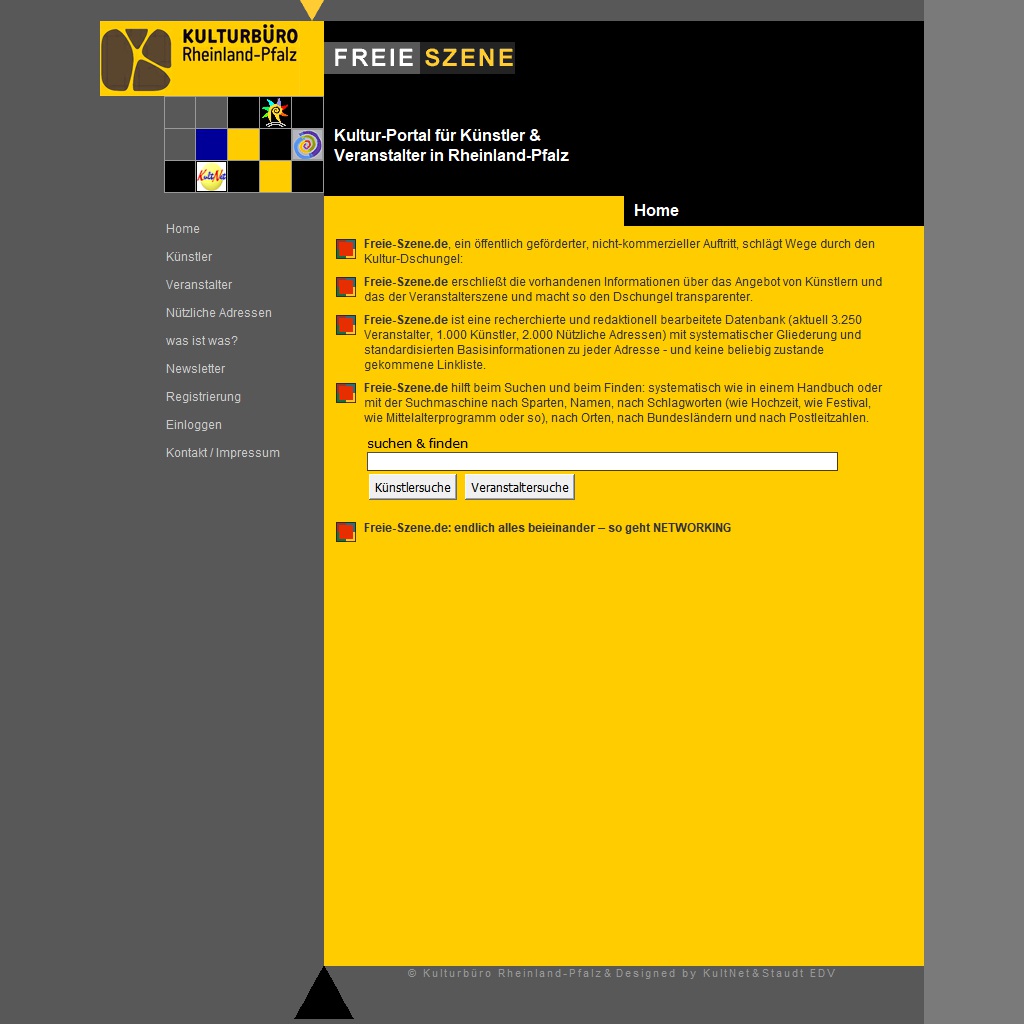 KULTURBÜRO
Rheinland-Pfalz
FREIE SZENE
Kultur-Portal für Künstler &
Veranstalter in Rheinland-Pfalz
KultNet
Home
Home
Künstler
Veranstalter
Nützliche Adressen
was ist was?
Newsletter
Registrierung
Einloggen
Kontakt / Impressum
Freie-Szene.de, ein öffentlich geförderter, nicht-kommerzieller Auftritt, schlägt Wege durch den
Kultur-Dschungel:
Freie-Szene.de erschließt die vorhandenen Informationen über das Angebot von Künstlern und
das der Veranstalterszene und macht so den Dschungel transparenter.
Freie-Szene.de ist eine recherchierte und redaktionell bearbeitete Datenbank (aktuell 3.250
Veranstalter, 1.000 Künstler, 2.000 Nützliche Adressen) mit systematischer Gliederung und
standardisierten Basisinformationen zu jeder Adresse - und keine beliebig zustande
gekommene Linkliste.
Freie-Szene.de hilft beim Suchen und beim Finden: systematisch wie in einem Handbuch oder
mit der Suchmaschine nach Sparten, Namen, nach Schlagworten (wie Hochzeit, wie Festival,
wie Mittelalterprogramm oder so), nach Orten, nach Bundesländern und nach Postleitzahlen.
suchen & finden
Künstlersuche Veranstaltersuche
Freie-Szene.de: endlich alles beieinander – so geht NETWORKING
© Kulturbüro Rheinland-Pfalz & Designed by KultNet & Staudt EDV